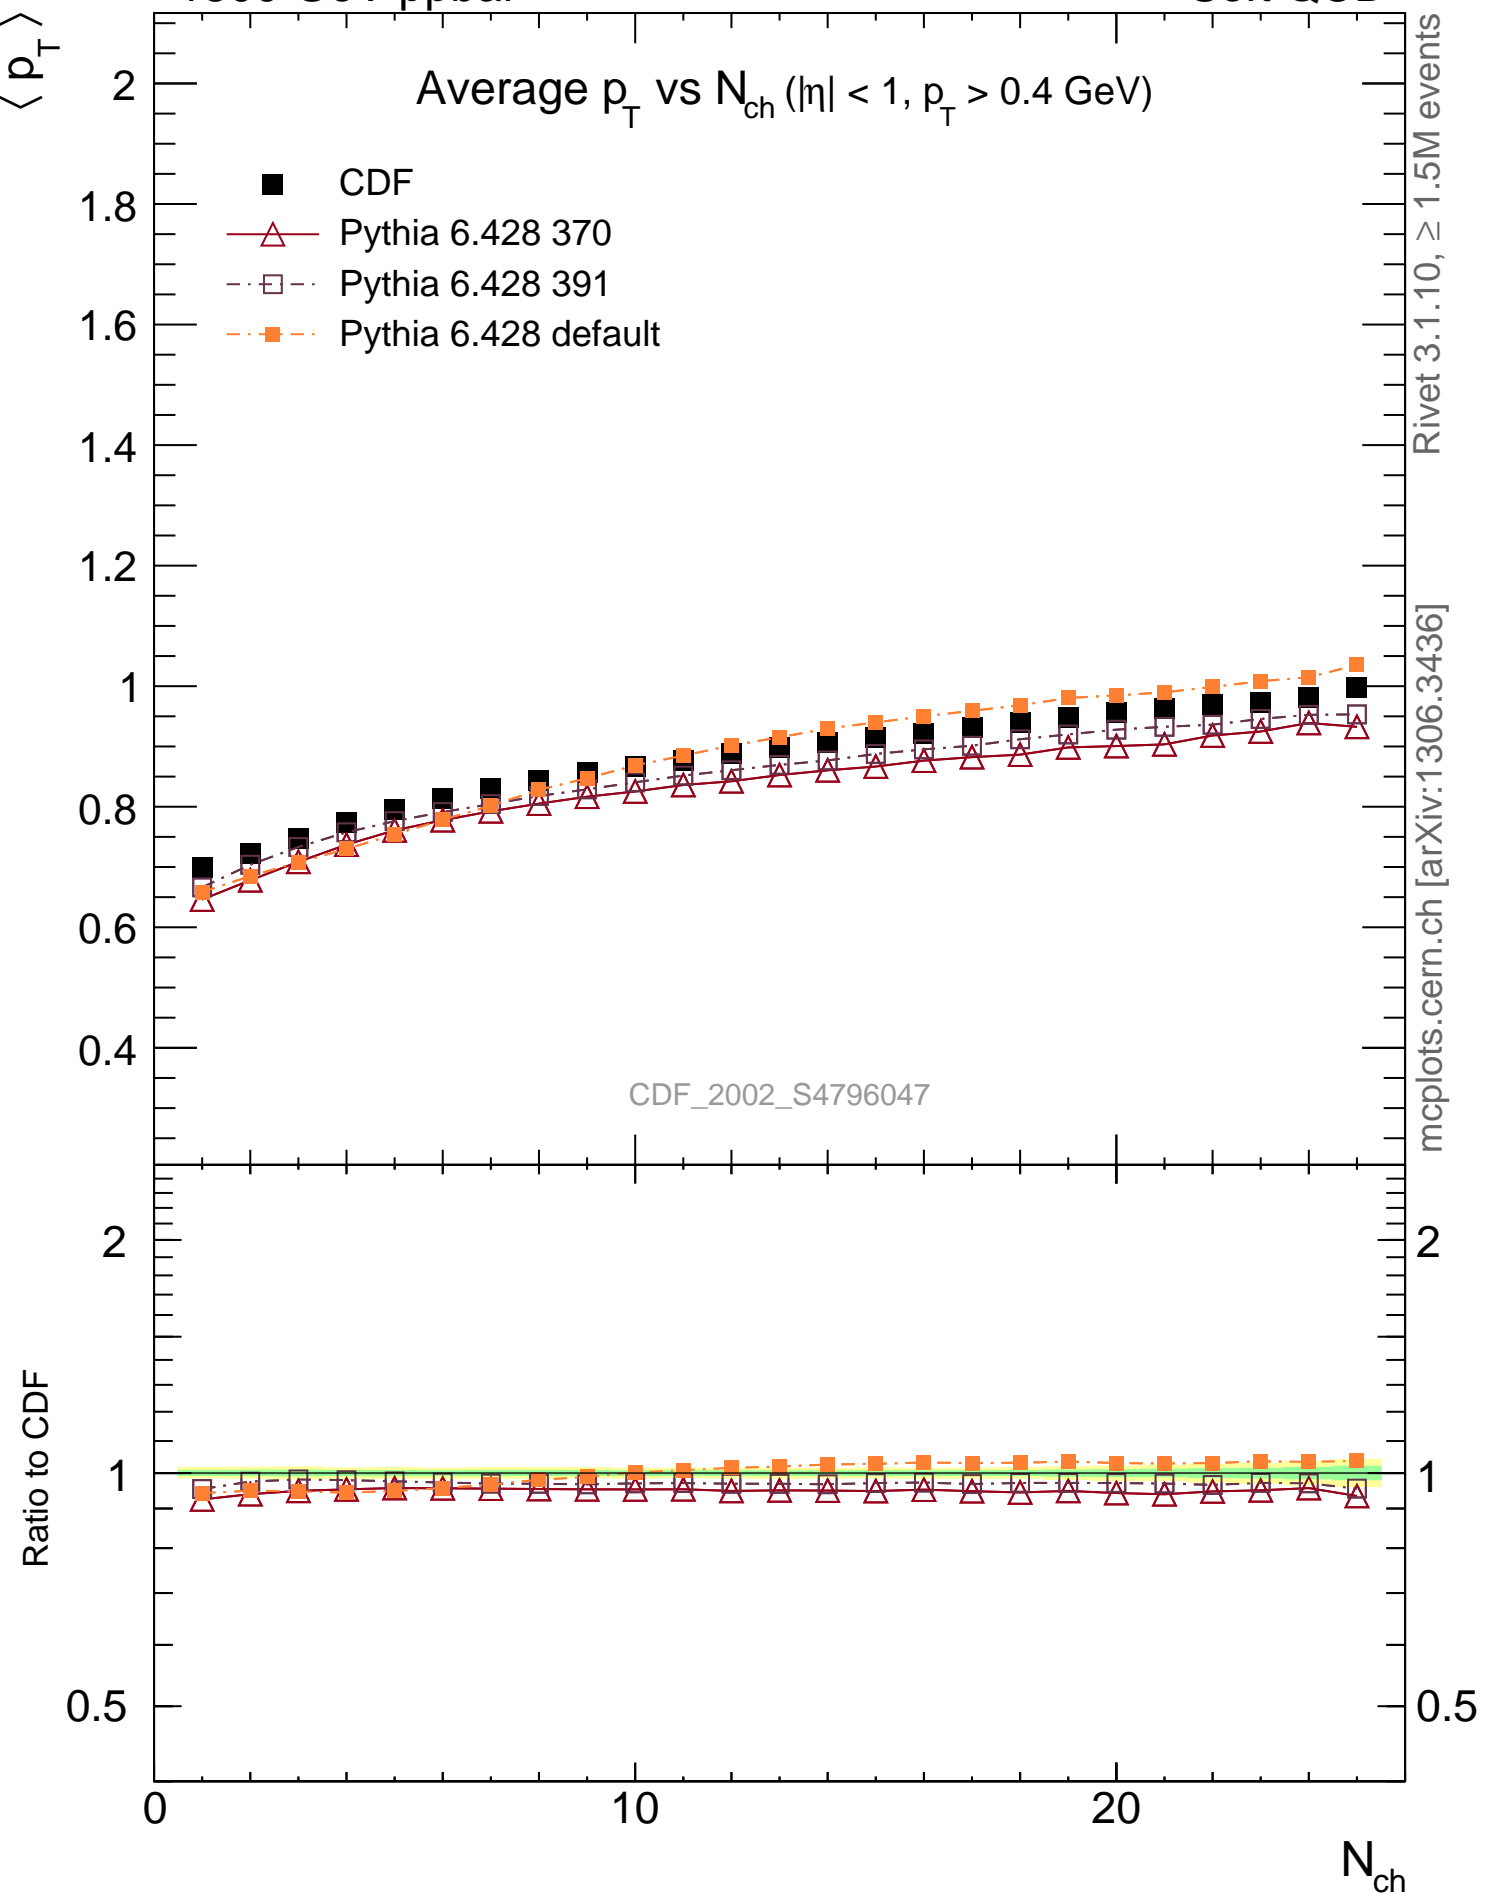 ⟨ p_T ⟩
Average p_T vs N_ch (|η| < 1, p_T > 0.4 GeV)
CDF
Pythia 6.428 370
Pythia 6.428 391
Pythia 6.428 default
2
1.8
1.6
1.4
1.2
1
0.8
0.6
0.4
CDF_2002_S4796047
Rivet 3.1.10, ≥ 1.5M events
mcplots.cern.ch [arXiv:1306.3436]
Ratio to CDF
2
1
0.5
2
1
0.5
0
10
20
N_ch